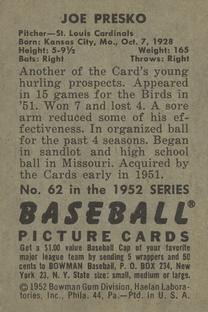 JOE PRESKO
Pitcher—St. Louis Cardinals
Born: Kansas City, Mo., Oct. 7, 1928
Height: 5-9½ Weight: 165
Bats: Right Throws: Right
Another of the Card's young
hurling prospects. Appeared
in 15 games for the Birds in
'51. Won 7 and lost 4. A sore
arm reduced some of his ef-
fectiveness. In organized ball
for the past 4 seasons. Began
in sandlot and high school
ball in Missouri. Acquired by
the Cards early in 1951.
No. 62 in the 1952 SERIES
BASEBALL®
PICTURE CARDS
Get a $1.00 value Baseball Cap of your favorite
major league team by sending 5 wrappers and 50
cents to BOWMAN Baseball, P. O. BOX 234, New
York 23, N. Y. State size: small, medium or large.
©1952 Bowman Gum Division, Haelan Labora-
tories, Inc., Phila. 44, Pa.—Ptd. in U. S. A.